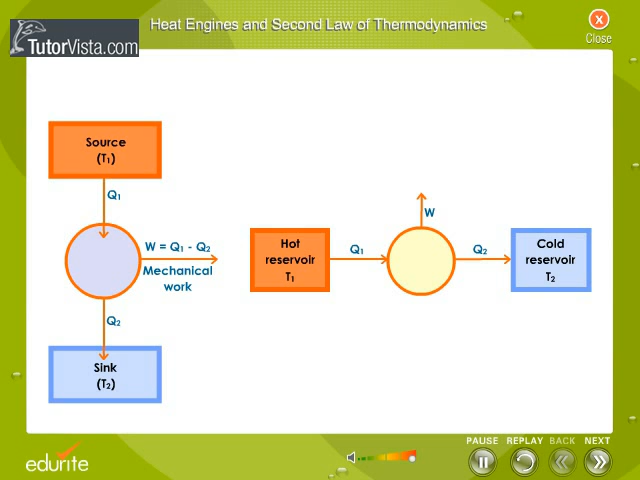 Heat Engines and Second Law of Thermodynamics
TutorVista.com
Close
Source
(T₁)
Q₁
W = Q₁ - Q₂
Mechanical
work
Q₂
Sink
(T₂)
W
Hot
reservoir
T₁
Q₁
Q₂
Cold
reservoir
T₂
PAUSE REPLAY BACK NEXT
edurite